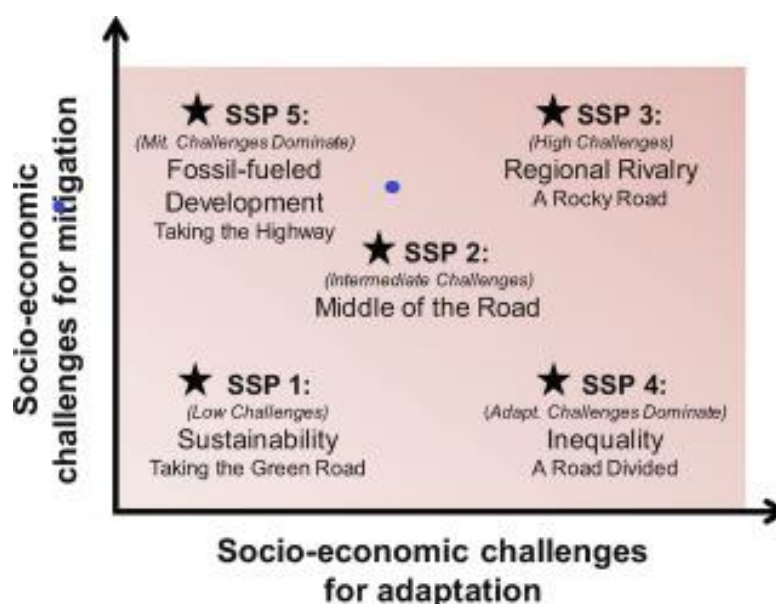 Socio-economic
challenges for mitigation
SSP 5:
(Mit. Challenges Dominate)
Fossil-fueled
Development
Taking the Highway
SSP 3:
(High Challenges)
Regional Rivalry
A Rocky Road
SSP 2:
(Intermediate Challenges)
Middle of the Road
SSP 1:
(Low Challenges)
Sustainability
Taking the Green Road
SSP 4:
(Adapt. Challenges Dominate)
Inequality
A Road Divided
Socio-economic challenges
for adaptation